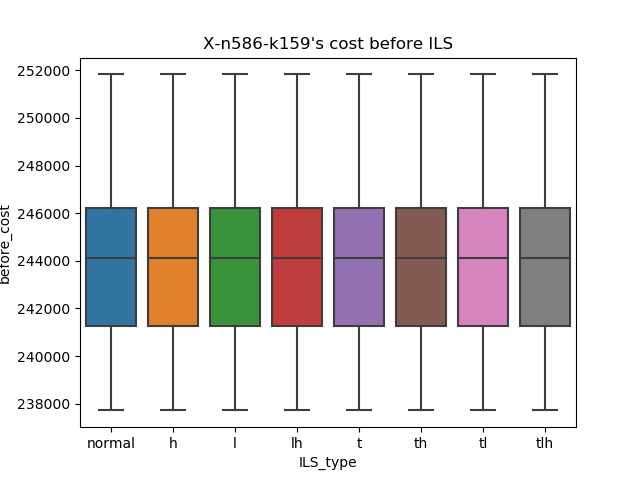 X-n586-k159's cost before ILS
252000
250000
248000
246000
244000
242000
240000
238000
before_cost
normal h l lh t th tl tlh
ILS_type